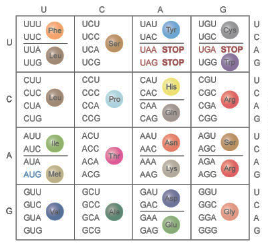 U C A G
UUU UCU UAU UGU U
UUC Phe UCC UAC Tyr UGC Cys C
U UUA UCA Ser UAA STOP UGA STOP A
UUG Leu UCG UAG STOP UGG Trp G
CUU CCU CAU CGU U
CUC CCC CAC His CGC C
C CUA Leu CCA Pro CAA CGA Arg A
CUG CCG CAG Gln CGG G
AUU ACU AAU AGU U
AUC Ile ACC AAC Asn AGC Ser C
A AUA ACA Thr AAA AGA A
AUG Met ACG AAG Lys AGG Arg G
GUU GCU GAU GGU U
GUC GCC GAC GGC C
G GUA GCA Ala GAA GGA Gly A
GUG GCG GAG Glu GGG G